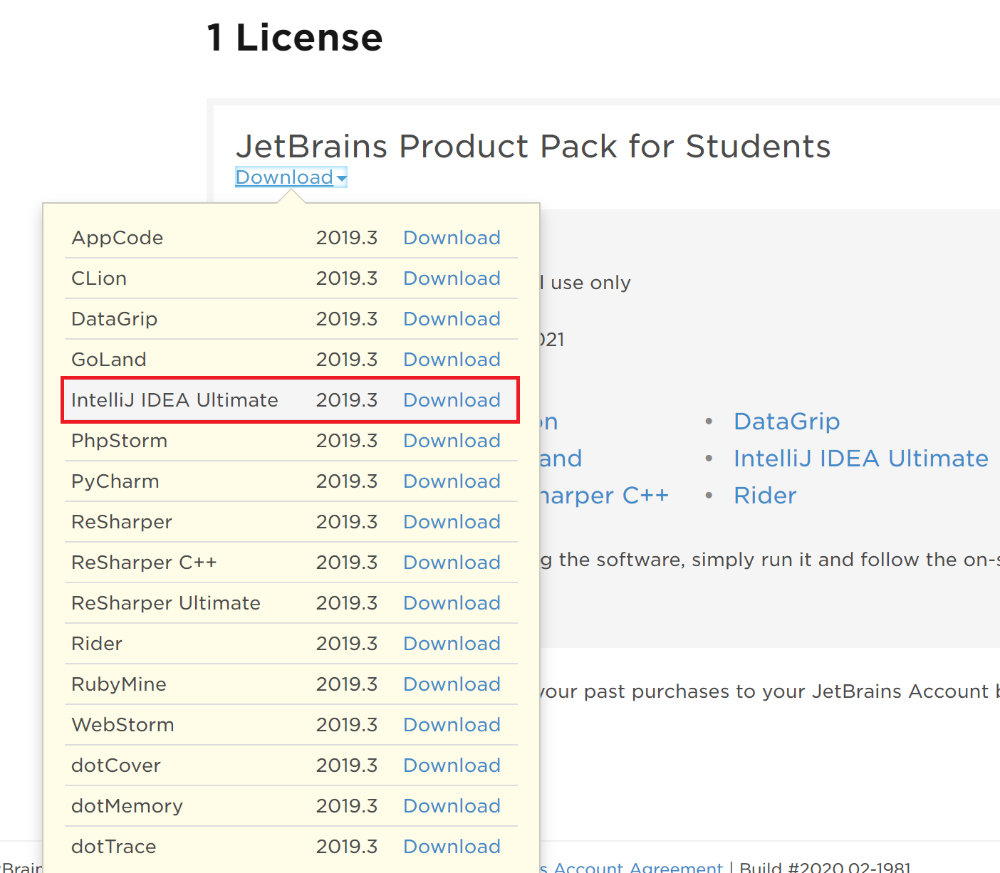 1 License
JetBrains Product Pack for Students
Download
AppCode 2019.3 Download
CLion 2019.3 Download
DataGrip 2019.3 Download
GoLand 2019.3 Download
IntelliJ IDEA Ultimate 2019.3 Download
PhpStorm 2019.3 Download
PyCharm 2019.3 Download
ReSharper 2019.3 Download
ReSharper C++ 2019.3 Download
ReSharper Ultimate 2019.3 Download
Rider 2019.3 Download
RubyMine 2019.3 Download
WebStorm 2019.3 Download
dotCover 2019.3 Download
dotMemory 2019.3 Download
dotTrace 2019.3 Download
use only
• DataGrip
• IntelliJ IDEA Ultimate
C++ • Rider
the software, simply run it and follow the
your past purchases to your JetBrains Account
Account Agreement | Build #2020.02-1981